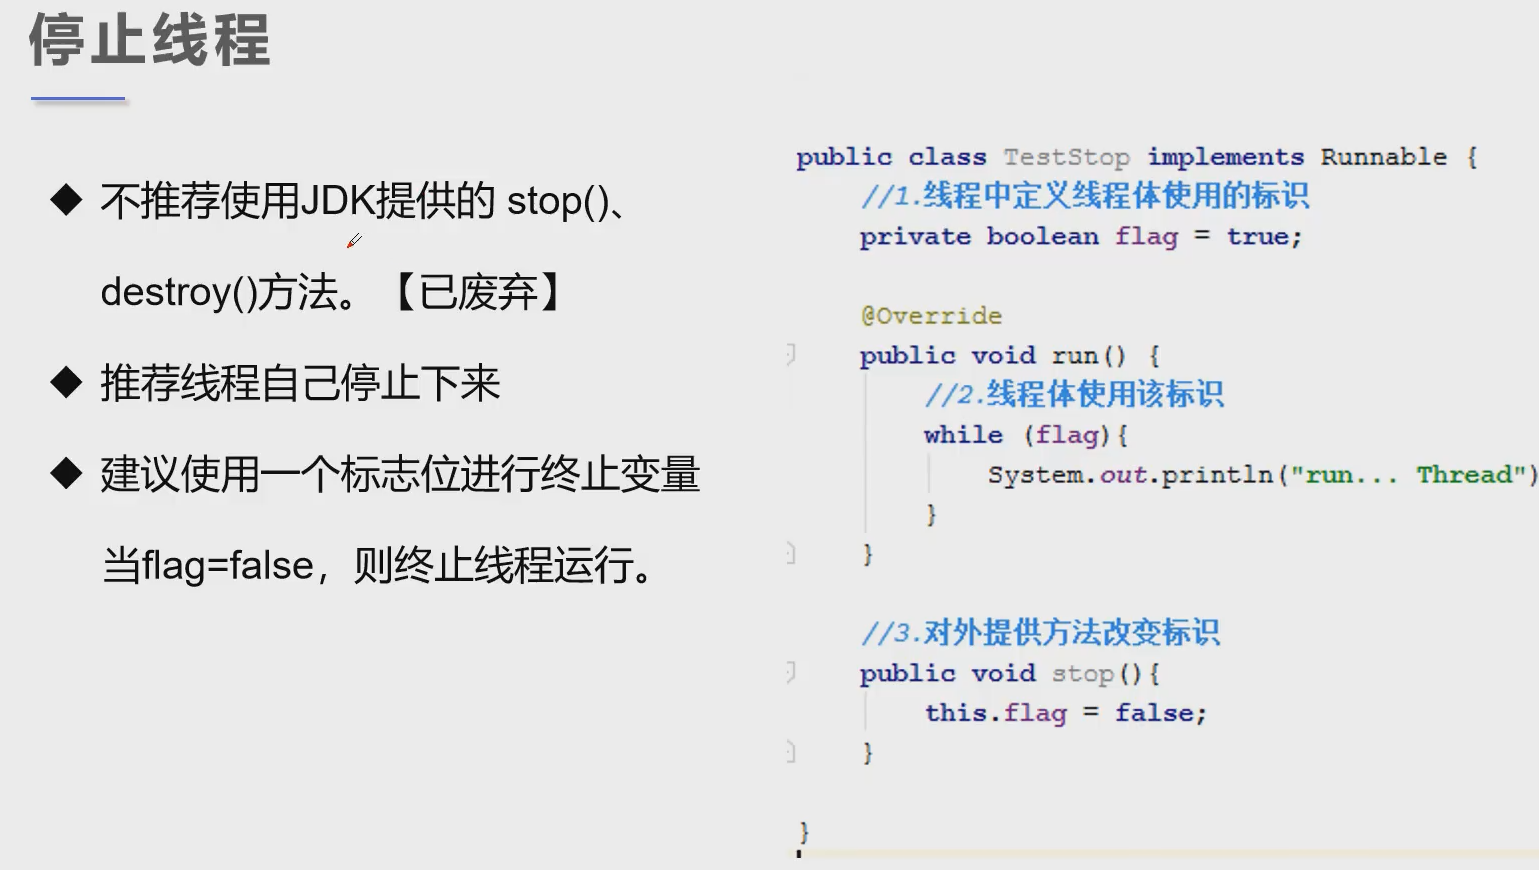 停止线程
◆ 不推荐使用JDK提供的 stop()、
destroy()方法。【已废弃】
◆ 推荐线程自己停止下来
◆ 建议使用一个标志位进行终止变量
当flag=false，则终止线程运行。
public class TestStop implements Runnable {
//1.线程中定义线程体使用的标识
private boolean flag = true;
@Override
public void run() {
//2.线程体使用该标识
while (flag){
System.out.println("run... Thread")
}
}
//3.对外提供方法改变标识
public void stop(){
this.flag = false;
}
}